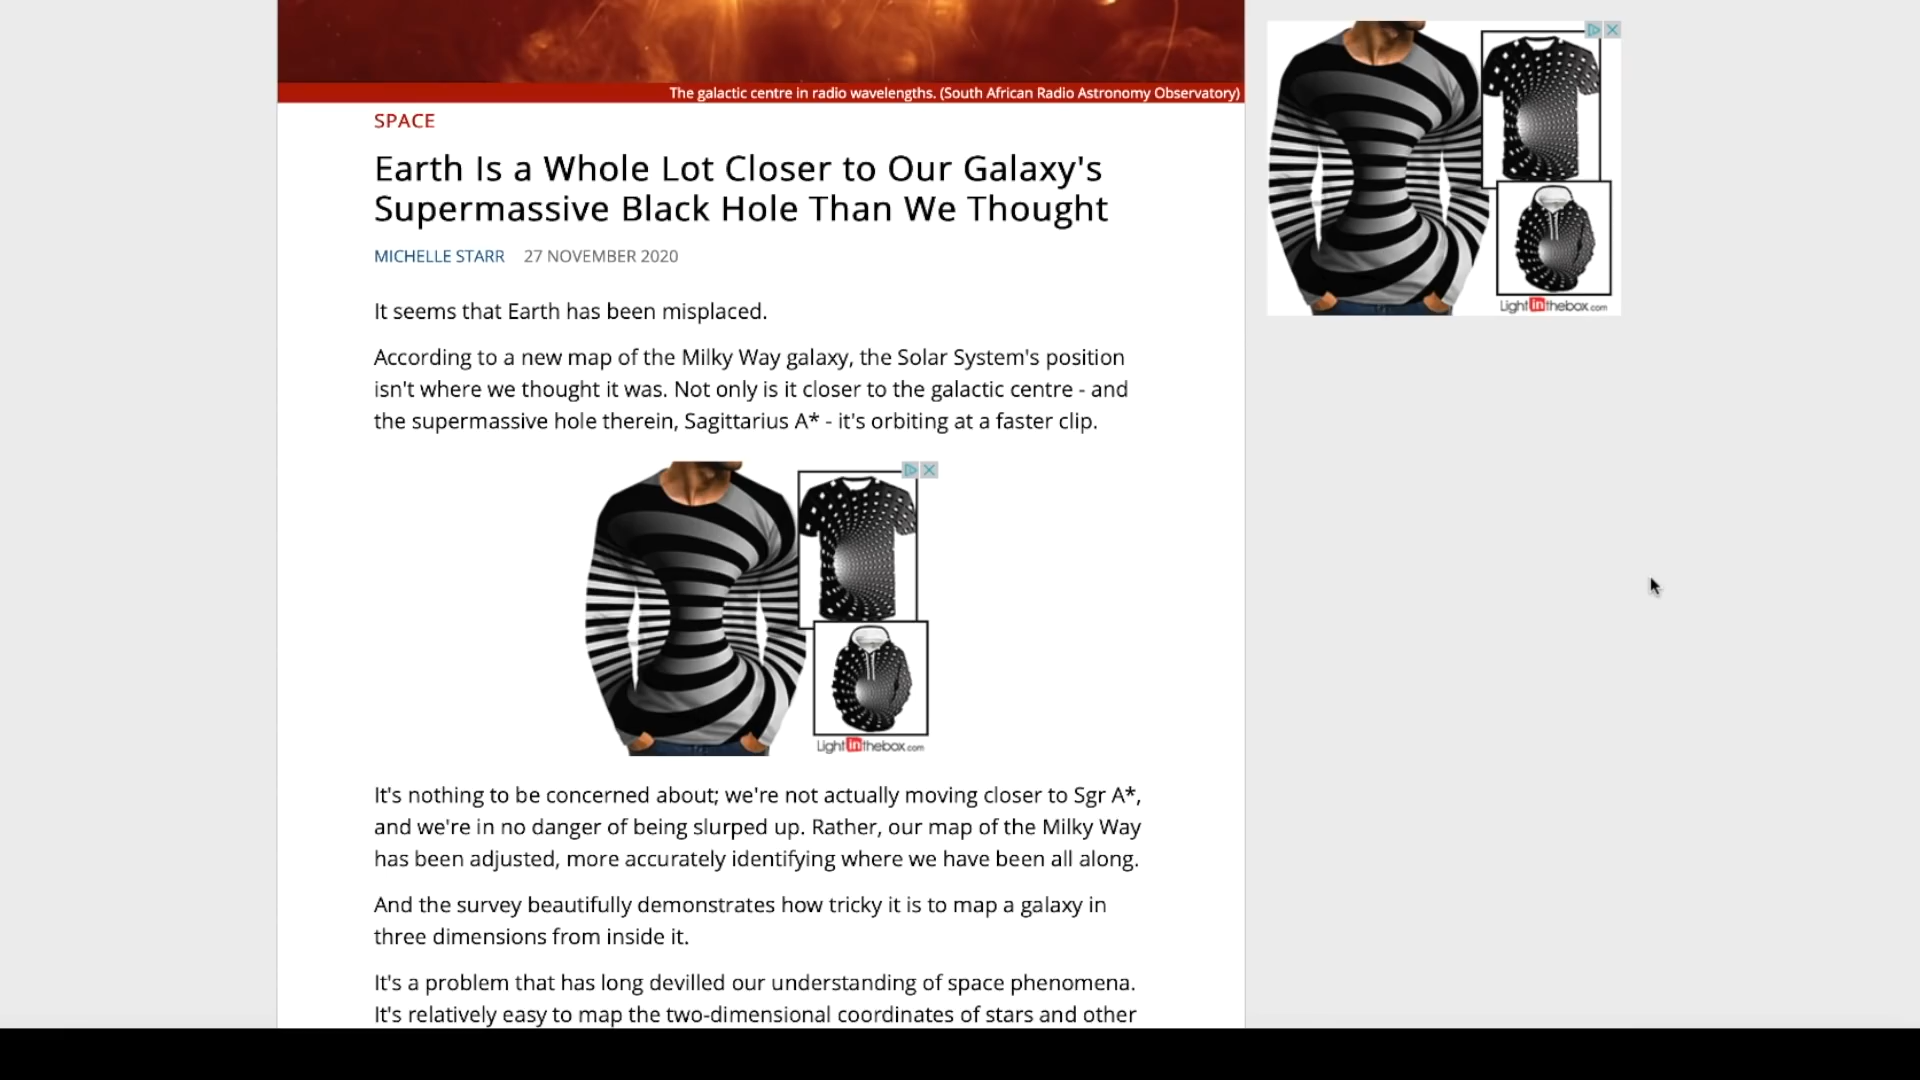 The galactic centre in radio wavelengths. (South African Radio Astronomy Observatory)
SPACE
Earth Is a Whole Lot Closer to Our Galaxy's
Supermassive Black Hole Than We Thought
MICHELLE STARR 27 NOVEMBER 2020
It seems that Earth has been misplaced.
According to a new map of the Milky Way galaxy, the Solar System's position
isn't where we thought it was. Not only is it closer to the galactic centre - and
the supermassive hole therein, Sagittarius A* - it's orbiting at a faster clip.
Lightinthebox.com
It's nothing to be concerned about; we're not actually moving closer to Sgr A*,
and we're in no danger of being slurped up. Rather, our map of the Milky Way
has been adjusted, more accurately identifying where we have been all along.
And the survey beautifully demonstrates how tricky it is to map a galaxy in
three dimensions from inside it.
It's a problem that has long devilled our understanding of space phenomena.
It's relatively easy to map the two-dimensional coordinates of stars and other
Lightinthebox.com